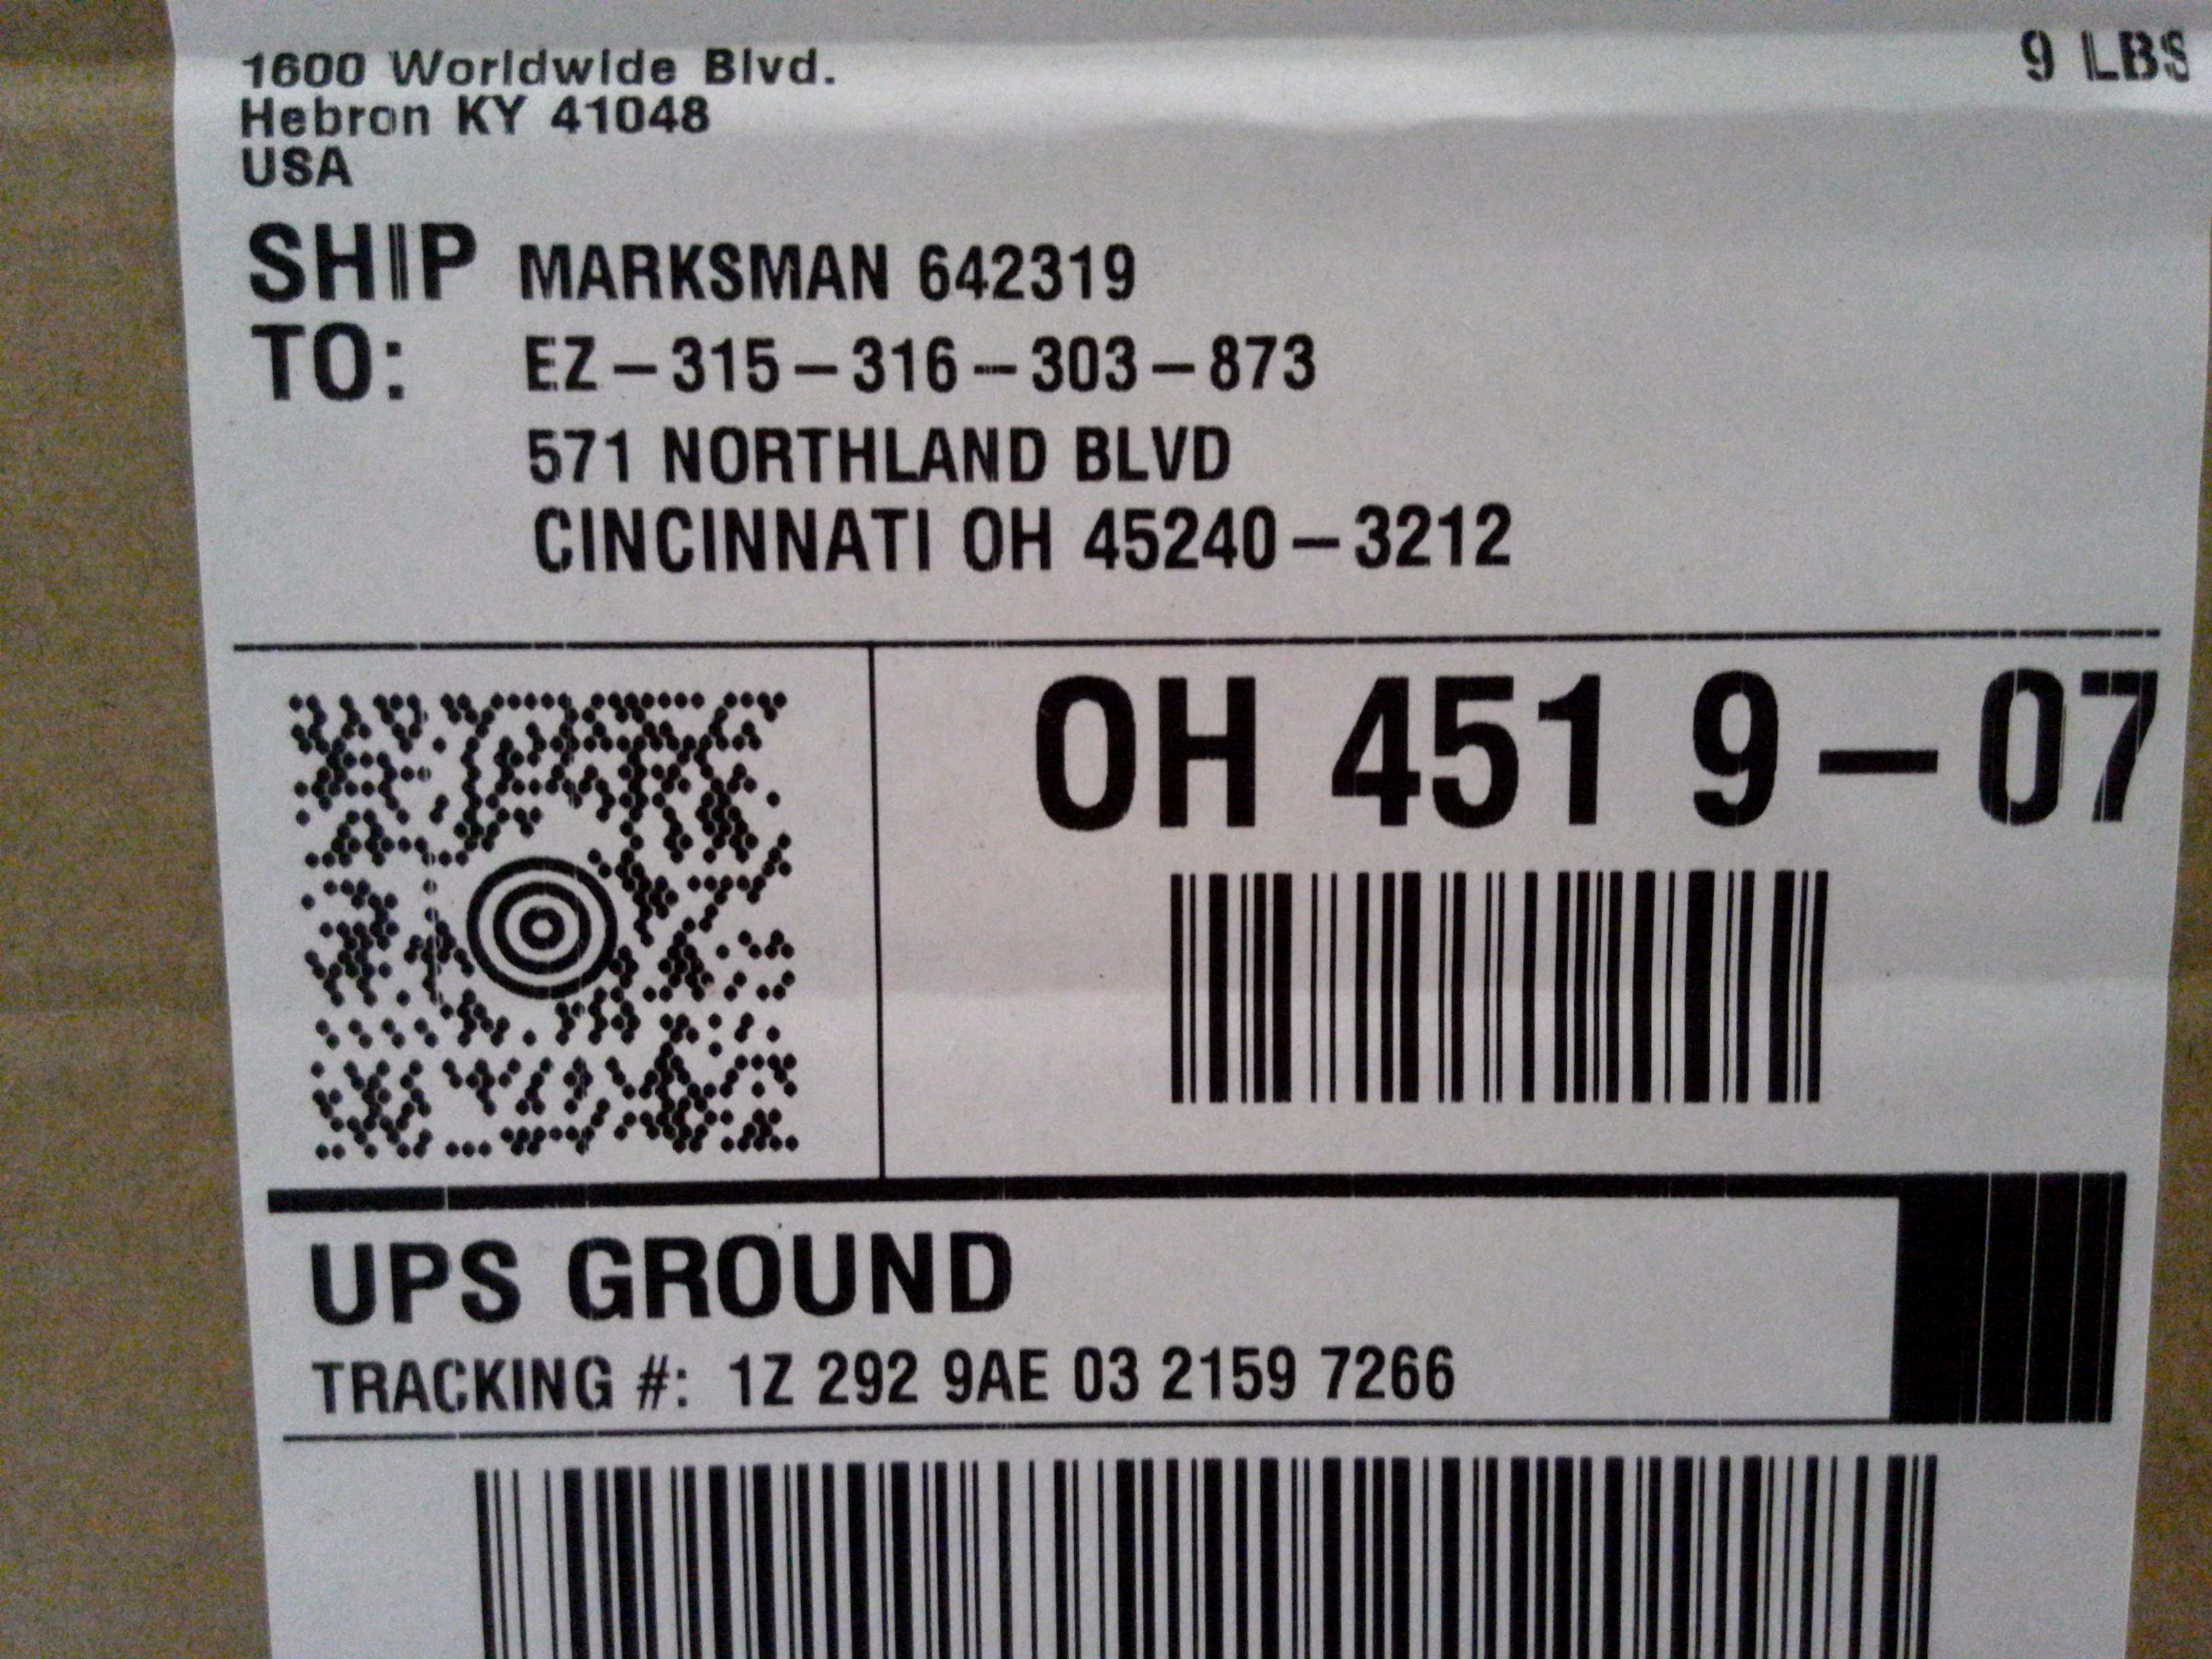 1600 Worldwide Blvd.
9 LBS
Hebron KY 41048
USA
SHIP TO:
MARKSMAN 642319
EZ-315-316-303-873
571 NORTHLAND BLVD
CINCINNATI OH 45240-3212
OH 451 9-07
UPS GROUND
TRACKING #: 1Z 292 9AE 03 2159 7266